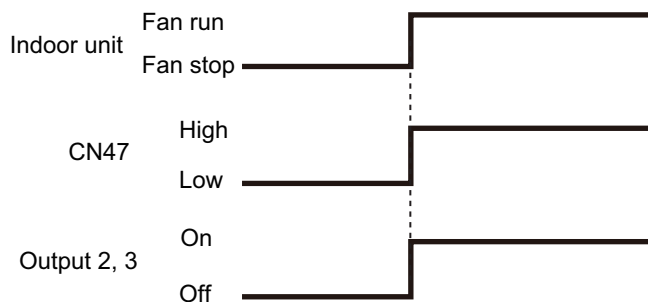 Indoor unit
Fan run
Fan stop
CN47
High
Low
Output 2, 3
On
Off